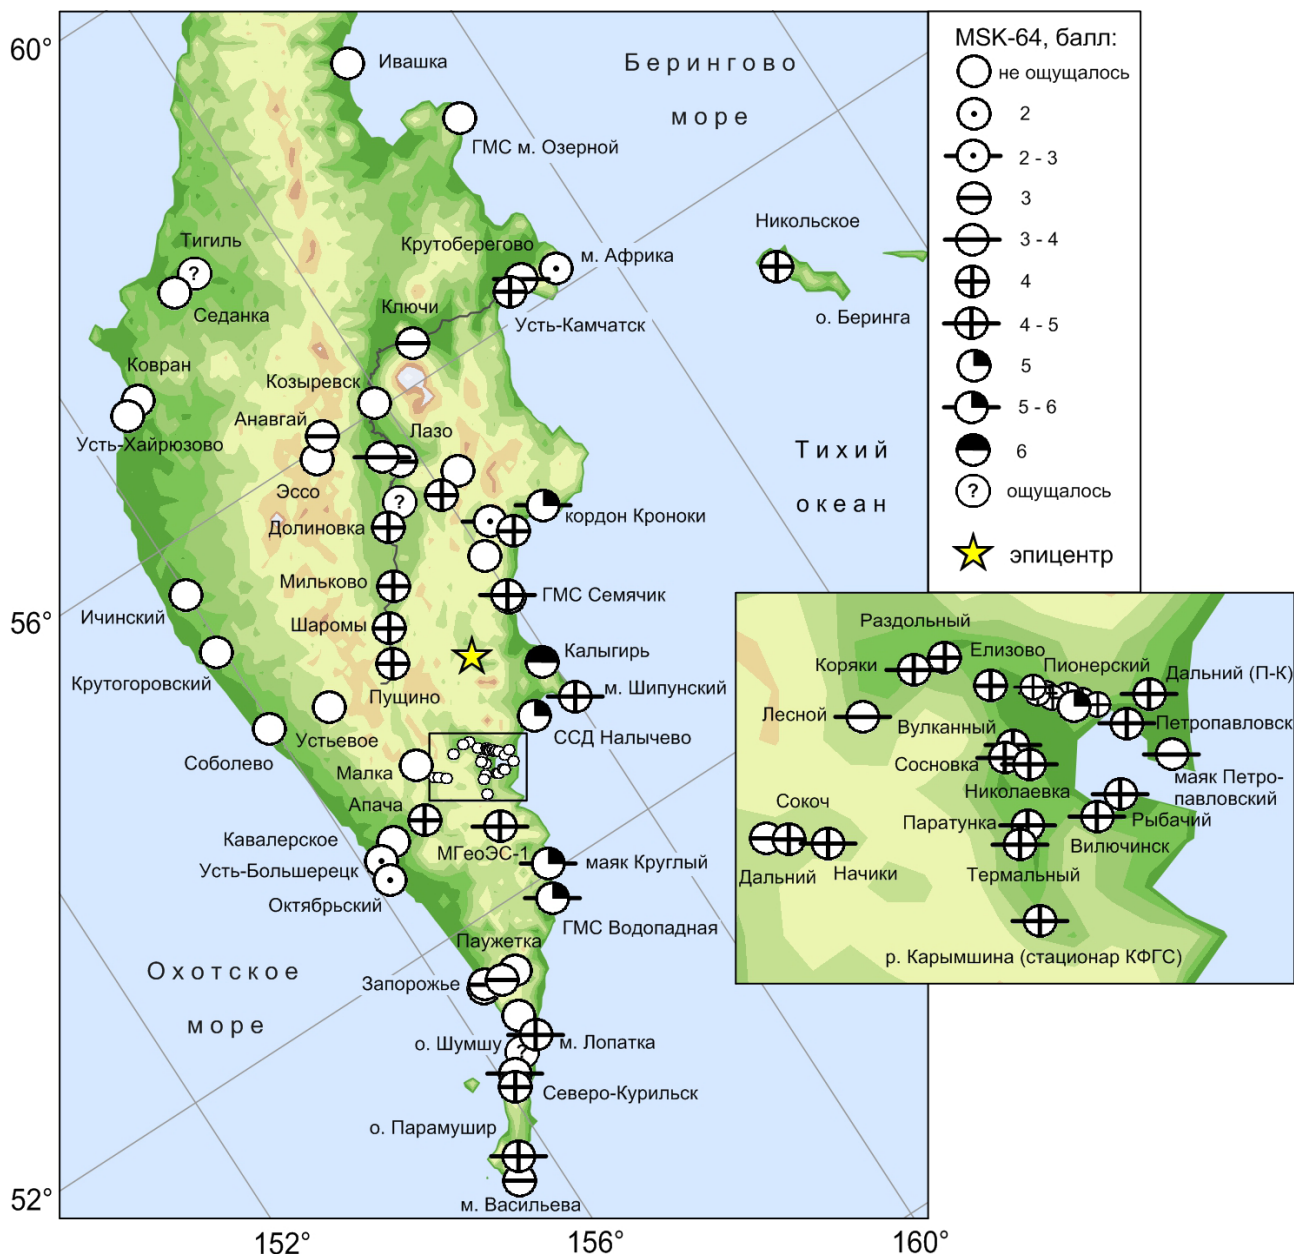 60°
56°
52°
152°
156°
160°
Берингово
море
Тихий
океан
Охотское
море
Ивашка
ГМС м. Озерной
Никольское
о. Беринга
Тигиль
Седанка
Крутоберегово
м. Африка
Ключи
Усть-Камчатск
Ковран
Козыревск
Анавгай
Усть-Хайрюзово
Лазо
Эссо
Долиновка
кордон Кроноки
Мильково
ГМС Семячик
Ичинский
Шаромы
Калыгирь
Крутогоровский
Пущино
м. Шипунский
Устьевое
ССД Налычево
Соболево
Малка
Апача
Кавалерское
МГеоЭС-1
маяк Круглый
Усть-Большерецк
Октябрьский
ГМС Водопадная
Паужетка
Запорожье
о. Шумшу
м. Лопатка
Северо-Курильск
о. Парамушир
м. Васильева
?
?
?
MSK-64, балл:
не ощущалось
2
2 - 3
3
3 - 4
4
4 - 5
5
5 - 6
6
? ощущалось
эпицентр
Раздольный
Елизово
Коряки
Пионерский
Дальний (П-К)
Лесной
Вулканный
Петропавловск
Сосновка
Николаевка
маяк Петро-
павловский
Сокоч
Паратунка
Рыбачий
Вилючинск
Дальний
Начики
Термальный
р. Карымшина (стационар КФГС)